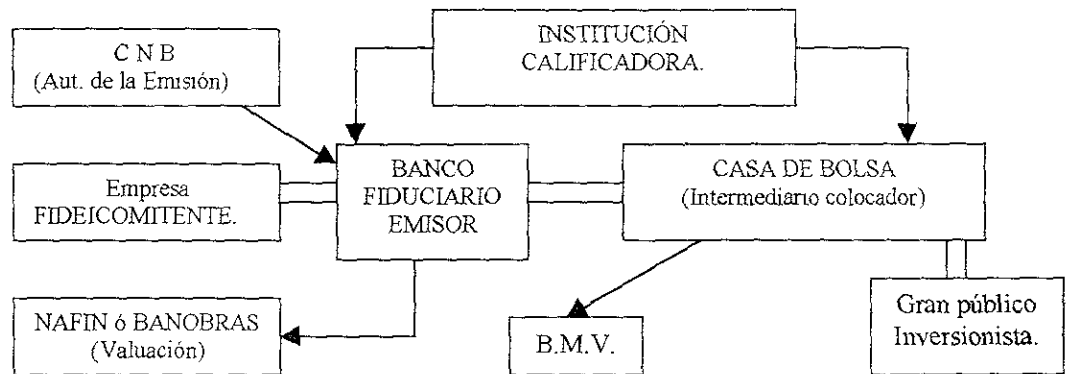 C N B
(Aut. de la Emisión)
INSTITUCIÓN
CALIFICADORA.
Empresa
FIDEICOMITENTE.
BANCO
FIDUCIARIO
EMISOR
CASA DE BOLSA
(Intermediario colocador)
NAFIN ó BANOBRAS
(Valuación)
B.M.V.
Gran público
Inversionista.